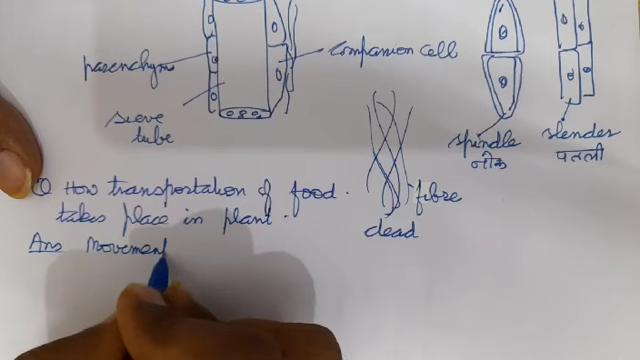 parenchyma
companion cell
sieve
tube
spindle
slender
पतली
fibre
dead
Q How transportation of food
takes place in plant.
Ans Movement